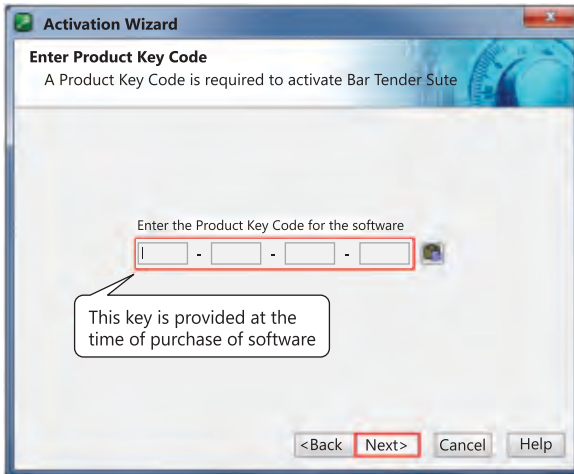 Activation Wizard
Enter Product Key Code
A Product Key Code is required to activate Bar Tender Sute
Enter the Product Key Code for the software
- - -
This key is provided at the
time of purchase of software
<Back Next> Cancel Help